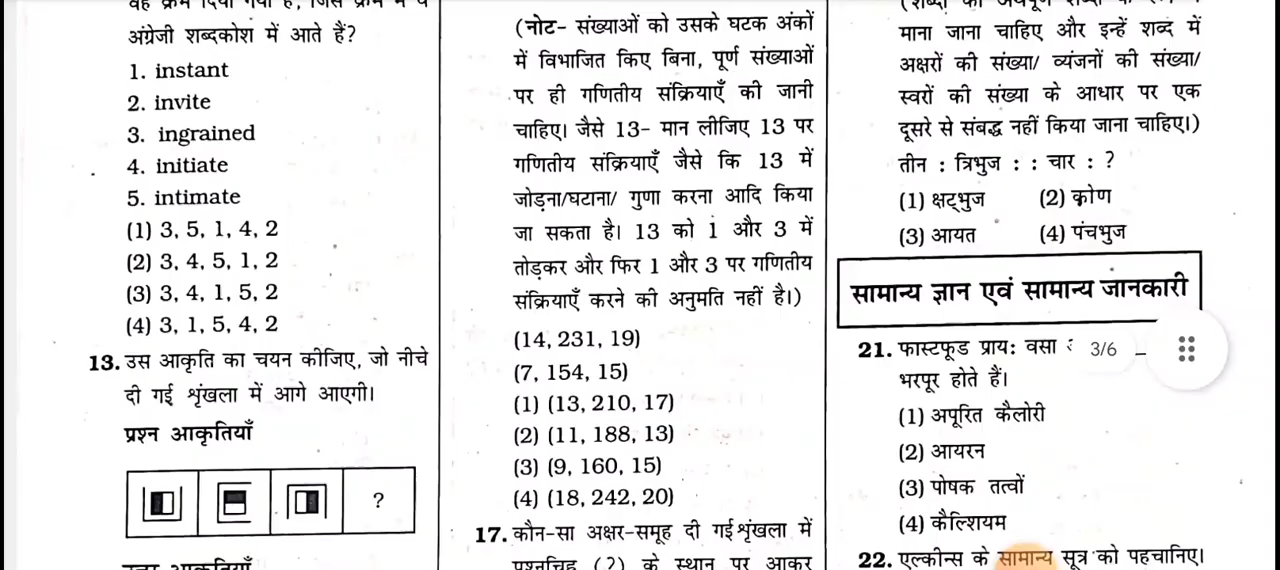 अंग्रेजी शब्दकोश में आते हैं?
1. instant
2. invite
3. ingrained
4. initiate
5. intimate
(1) 3, 5, 1, 4, 2
(2) 3, 4, 5, 1, 2
(3) 3, 4, 1, 5, 2
(4) 3, 1, 5, 4, 2
13. उस आकृति का चयन कीजिए, जो नीचे
दी गई शृंखला में आगे आएगी।
प्रश्न आकृतियाँ
?
(नोट- संख्याओं को उसके घटक अंकों
में विभाजित किए बिना, पूर्ण संख्याओं
पर ही गणितीय संक्रियाएँ की जानी
चाहिए। जैसे 13- मान लीजिए 13 पर
गणितीय संक्रियाएँ जैसे कि 13 में
जोड़ना/घटाना/ गुणा करना आदि किया
जा सकता है। 13 को 1 और 3 में
तोड़कर और फिर 1 और 3 पर गणितीय
संक्रियाएँ करने की अनुमति नहीं है।)
(14, 231, 19)
(7, 154, 15)
(1) (13, 210, 17)
(2) (11, 188, 13)
(3) (9, 160, 15)
(4) (18, 242, 20)
17. कौन-सा अक्षर-समूह दी गई शृंखला में
प्रश्नचिह्न (?) के स्थान पर आकर
माना जाना चाहिए और इन्हें शब्द में
अक्षरों की संख्या/ व्यंजनों की संख्या/
स्वरों की संख्या के आधार पर एक
दूसरे से संबद्ध नहीं किया जाना चाहिए।)
तीन : त्रिभुज : : चार : ?
(1) क्षट्भुज (2) कोण
(3) आयत (4) पंचभुज
सामान्य ज्ञान एवं सामान्य जानकारी
21. फास्टफूड प्रायः वसा 3/6
भरपूर होते हैं।
(1) अपूरित कैलोरी
(2) आयरन
(3) पोषक तत्वों
(4) कैल्शियम
22. एल्कीन्स के सामान्य सूत्र को पहचानिए।